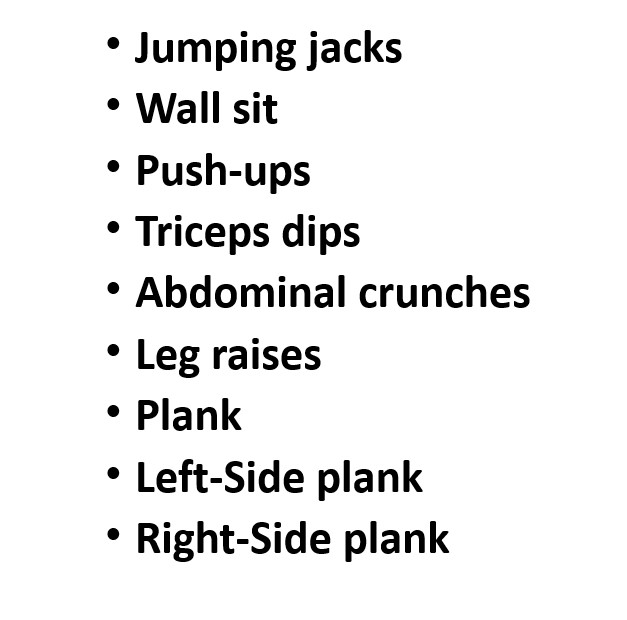 • Jumping jacks
• Wall sit
• Push-ups
• Triceps dips
• Abdominal crunches
• Leg raises
• Plank
• Left-Side plank
• Right-Side plank